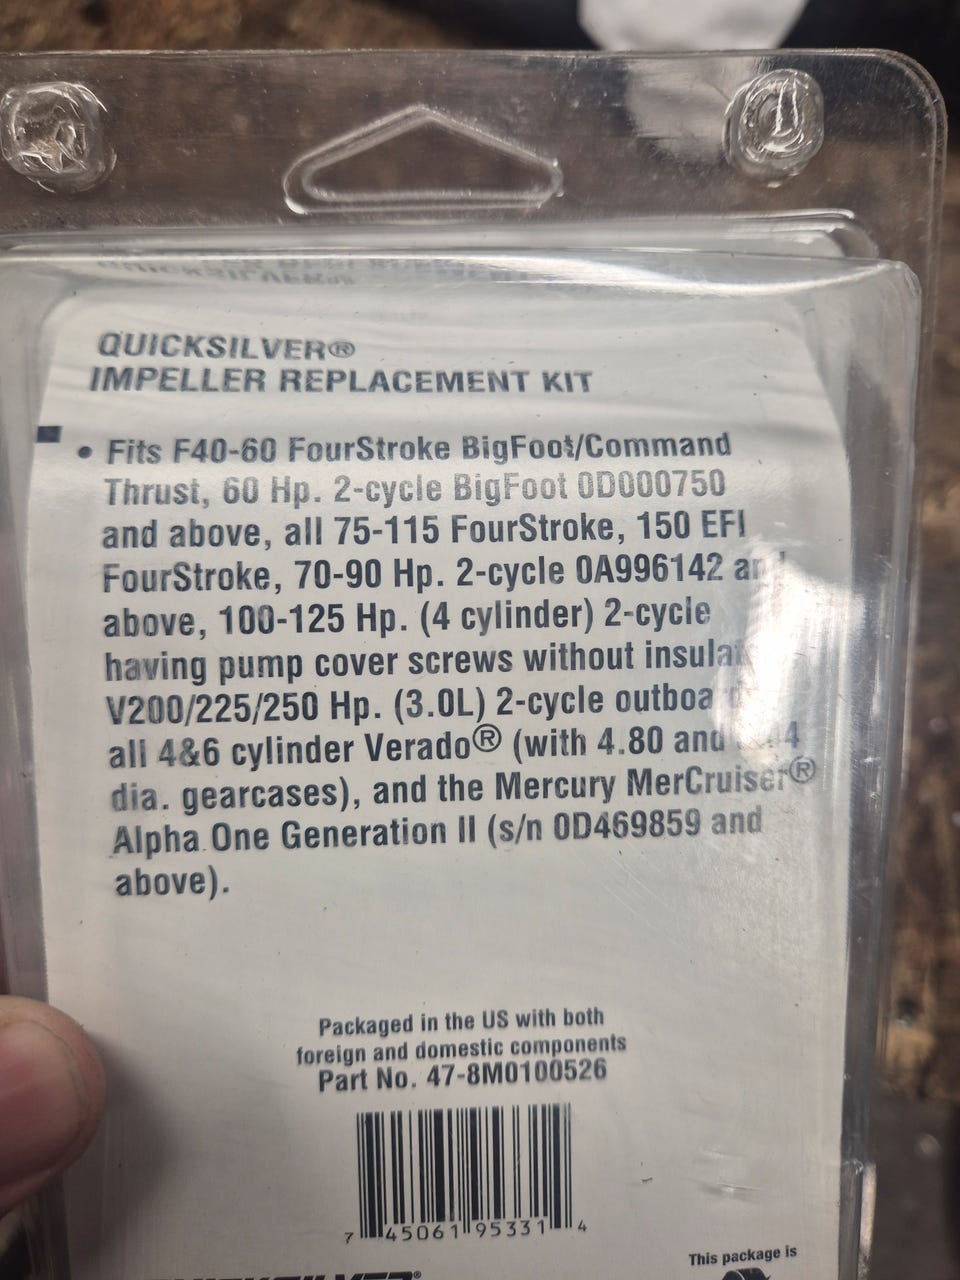 QUICKSILVER®
IMPELLER REPLACEMENT KIT
• Fits F40-60 FourStroke BigFoot/Command
Thrust, 60 Hp. 2-cycle BigFoot 0D000750
and above, all 75-115 FourStroke, 150 EFI
FourStroke, 70-90 Hp. 2-cycle 0A996142 and
above, 100-125 Hp. (4 cylinder) 2-cycle
having pump cover screws without
V200/225/250 Hp. (3.0L) 2-cycle
all 4&6 cylinder Verado® (with 4.80 and
dia. gearcases), and the Mercury MerCruiser®
Alpha One Generation II (s/n 0D469859 and
above).
Packaged in the US with both
foreign and domestic components
Part No. 47-8M0100526
7 45061 95331 4
This package is
QUICKSILVER®